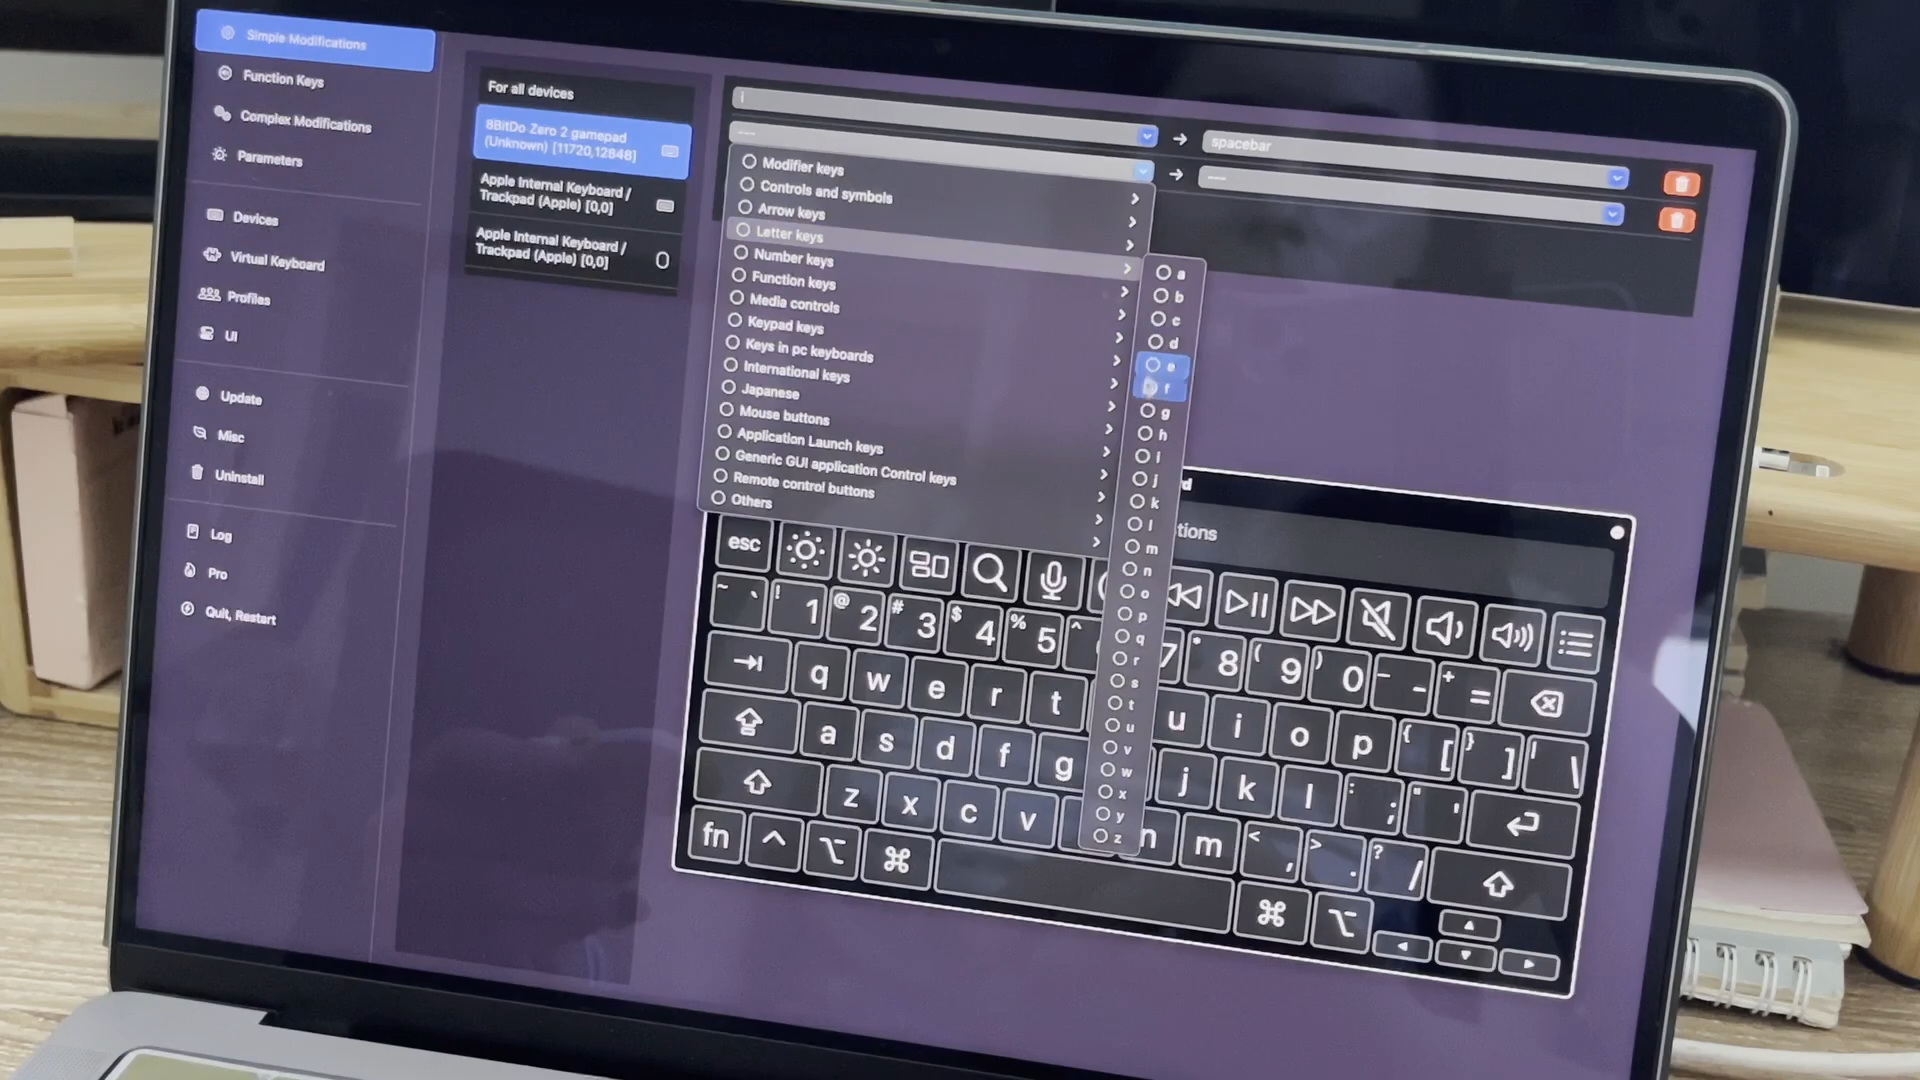 Simple Modifications
Function Keys
Complex Modifications
Parameters
Devices
Virtual Keyboard
Profiles
UI
Update
Misc
Uninstall
Log
Pro
Quit, Restart
For all devices
8BitDo Zero 2 gamepad
(Unknown) [11720,12848]
Apple Internal Keyboard /
Trackpad (Apple) [0,0]
Apple Internal Keyboard /
Trackpad (Apple) [0,0]
i
→ spacebar
---
→ ---
Modifier keys
Controls and symbols
Arrow keys
Letter keys
Number keys
Function keys
Media controls
Keypad keys
Keys in pc keyboards
International keys
Japanese
Mouse buttons
Application Launch keys
Generic GUI application Control keys
Remote control buttons
Others
a
b
c
d
e
f
g
h
i
j
k
l
m
n
o
p
q
r
s
t
u
v
w
x
y
z
d
tions
esc
~ ` ! 1 @ 2 # 3 $ 4 % 5 ^ 7 * 8 ( 9 ) 0 _ - + =
q w e r t u i o p { [ } ] | \
a s d f g j k l : ; " '
z x c v n m < , > . ? /
fn ^ ⌥ ⌘ ⌘ ⌥